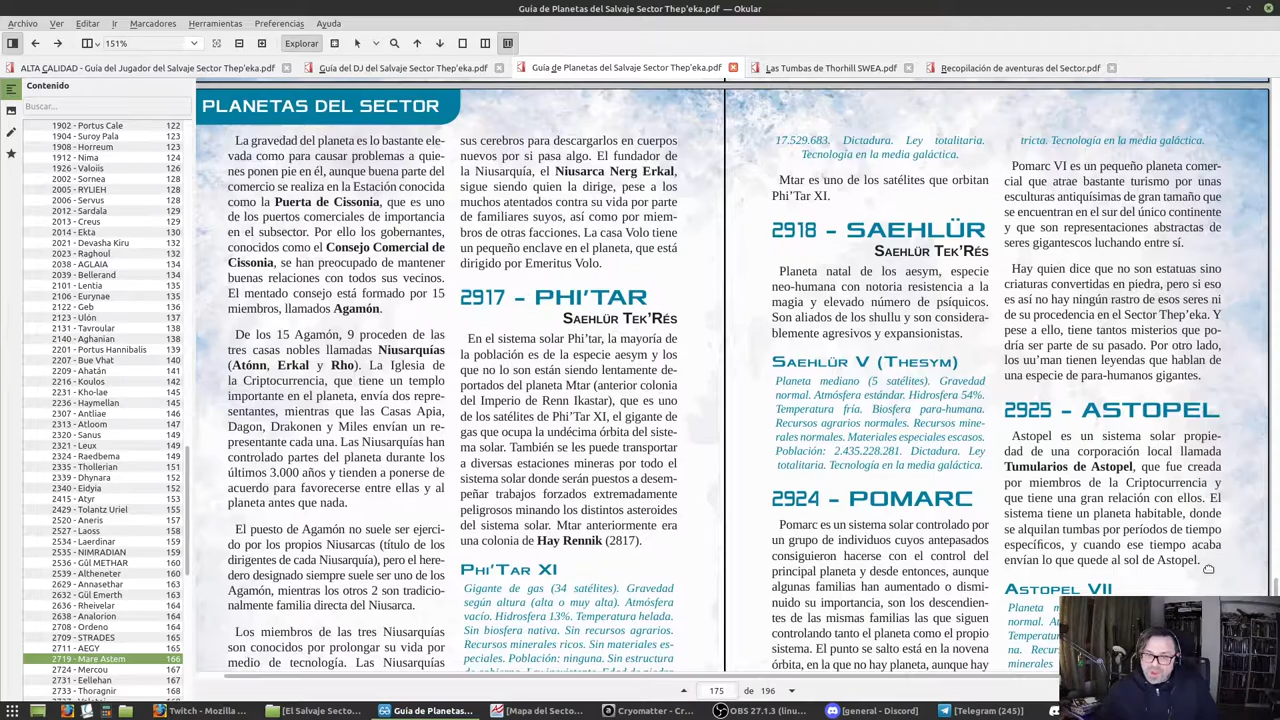 Guía de Planetas del Salvaje Sector Thep'eka.pdf — Okular
Archivo Ver Editar Ir Marcadores Herramientas Preferencias Ayuda
151% Explorar
ALTA CALIDAD - Guía del Jugador del Salvaje Sector Thep'eka.pdf
Guía del DJ del Salvaje Sector Thep'eka.pdf
Guía de Planetas del Salvaje Sector Thep'eka.pdf
Las Tumbas de Thorhill SWEA.pdf
Recopilación de aventuras del Sector.pdf
Contenido
Buscar...
1902 - Portus Cale 122
1904 - Suroy Pala 123
1908 - Horreum 123
1912 - Nima 124
1926 - Valoiis 126
2002 - Sornea 128
2005 - RYLIEH 128
2006 - Servus 128
2012 - Sardala 129
2013 - Creus 129
2014 - Ekta 130
2021 - Devasha Kiru 132
2023 - Raghoul 132
2038 - AGLAIA 134
2039 - Bellerand 134
2101 - Lentia 135
2106 - Eurynae 135
2122 - Geb 136
2123 - Ulón 137
2131 - Tavroular 138
2140 - Aghanian 138
2201 - Portus Hannibalis 139
2207 - Bue Vhat 140
2209 - Ahatán 141
2216 - Koulos 142
2231 - Kho-lae 145
2236 - Haymellan 145
2307 - Antliae 146
2313 - Atloom 147
2320 - Sanus 149
2321 - Leux 149
2324 - Raedbema 149
2335 - Thollerian 151
2339 - Dhynara 152
2340 - Eidyia 152
2415 - Atyr 153
2429 - Tolantz Uriel 155
2520 - Aneris 157
2527 - Laoss 158
2534 - Laerdinar 159
2535 - NIMRADIAN 159
2536 - Gûl METHAR 160
2539 - Altheneter 160
2629 - Annasethar 162
2632 - Gül Emerth 162
2636 - Rheivelar 164
2638 - Analorion 164
2708 - Ordeno 164
2709 - STRADES 165
2711 - AEGY 165
2719 - Mare Astem 166
2724 - Mercou 167
2731 - Eellehan 167
2733 - Thoragnir 168
PLANETAS DEL SECTOR
La gravedad del planeta es lo bastante ele-
vada como para causar problemas a quie-
nes ponen pie en él, aunque buena parte del
comercio se realiza en la Estación conocida
como la Puerta de Cissonia, que es uno
de los puertos comerciales de importancia
en el subsector. Por ello los gobernantes,
conocidos como el Consejo Comercial de
Cissonia, se han preocupado de mantener
buenas relaciones con todos sus vecinos.
El mentado consejo está formado por 15
miembros, llamados Agamón.
De los 15 Agamón, 9 proceden de las
tres casas nobles llamadas Niusarquías
(Atónn, Erkal y Rho). La Iglesia de
la Criptocurrencia, que tiene un templo
importante en el planeta, envía dos repre-
sentantes, mientras que las Casas Apia,
Dagon, Drakonen y Miles envían un re-
presentante cada una. Las Niusarquías han
controlado partes del planeta durante los
últimos 3.000 años y tienden a ponerse de
acuerdo para favorecerse entre ellas y al
planeta antes que nada.
El puesto de Agamón no suele ser ejerci-
do por los propios Niusarcas (título de los
dirigentes de cada Niusarquía), pero el here-
dero designado siempre suele ser uno de los
Agamón, mientras los otros 2 son tradicio-
nalmente familia directa del Niusarca.
Los miembros de las tres Niusarquías
son conocidos por prolongar su vida por
medio de tecnología. Las Niusarquías
sus cerebros para descargarlos en cuerpos
nuevos por si pasa algo. El fundador de
la Niusarquía, el Niusarca Nerg Erkal,
sigue siendo quien la dirige, pese a los
muchos atentados contra su vida por parte
de familiares suyos, así como por miem-
bros de otras facciones. La casa Volo tiene
un pequeño enclave en el planeta, que está
dirigido por Emeritus Volo.
2917 - PHI'TAR
SAEHLÜR TEK'RÉS
En el sistema solar Phi'tar, la mayoría de
la población es de la especie aesym y los
que no lo son están siendo lentamente de-
portados del planeta Mtar (anterior colonia
del Imperio de Renn Ikastar), que es uno
de los satélites de Phi'Tar XI, el gigante de
gas que ocupa la undécima órbita del siste-
ma solar. También se les puede transportar
a diversas estaciones mineras por todo el
sistema solar donde serán puestos a desem-
peñar trabajos forzados extremadamente
peligrosos minando los distintos asteroides
del sistema solar. Mtar anteriormente era
una colonia de Hay Rennik (2817).
PHI'TAR XI
Gigante de gas (34 satélites). Gravedad
según altura (alta o muy alta). Atmósfera
vacío. Hidrosfera 13%. Temperatura helada.
Sin biosfera nativa. Sin recursos agrarios.
Recursos minerales ricos. Sin materiales es-
peciales. Población: ninguna. Sin estructura
17.529.683. Dictadura. Ley totalitaria.
Tecnología en la media galáctica.
Mtar es uno de los satélites que orbitan
Phi'Tar XI.
2918 - SAEHLÜR
SAEHLÜR TEK'RÉS
Planeta natal de los aesym, especie
neo-humana con notoria resistencia a la
magia y elevado número de psíquicos.
Son aliados de los shullu y son considera-
blemente agresivos y expansionistas.
SAEHLÜR V (THESYM)
Planeta mediano (5 satélites). Gravedad
normal. Atmósfera estándar. Hidrosfera 54%.
Temperatura fría. Biosfera para-humana.
Recursos agrarios normales. Recursos mine-
rales normales. Materiales especiales escasos.
Población: 2.435.228.281. Dictadura. Ley
totalitaria. Tecnología en la media galáctica.
2924 - POMARC
Pomarc es un sistema solar controlado por
un grupo de individuos cuyos antepasados
consiguieron hacerse con el control del
principal planeta y desde entonces, aunque
algunas familias han aumentado o dismi-
nuido su importancia, son los descendien-
tes de las mismas familias las que siguen
controlando tanto el planeta como el propio
sistema. El punto se salto está en la novena
órbita, en la que no hay planeta, aunque hay
tricta. Tecnología en la media galáctica.
Pomarc VI es un pequeño planeta comer-
cial que atrae bastante turismo por unas
esculturas antiquísimas de gran tamaño que
se encuentran en el sur del único continente
y que son representaciones abstractas de
seres gigantescos luchando entre sí.
Hay quien dice que no son estatuas sino
criaturas convertidas en piedra, pero si eso
es así no hay ningún rastro de esos seres ni
de su procedencia en el Sector Thep'eka. Y
pese a ello, tiene tantos misterios que po-
dría ser parte de su pasado. Por otro lado,
los uu'man tienen leyendas que hablan de
una especie de para-humanos gigantes.
2925 - ASTOPEL
Astopel es un sistema solar propie-
dad de una corporación local llamada
Tumularios de Astopel, que fue creada
por miembros de la Criptocurrencia y
que tiene una gran relación con ellos. El
sistema tiene un planeta habitable, donde
se alquilan tumbas por períodos de tiempo
específicos, y cuando ese tiempo acaba
envían lo que quede al sol de Astopel.
ASTOPEL VII
Planeta
normal.
Temperatur
na. Recurs
minerales
175 de 196
Twitch - Mozilla ...
[El Salvaje Secto...
Guía de Planetas...
[Mapa del Secto...
Cryomatter - Cr...
OBS 27.1.3 (linu...
[general - Discord]
[Telegram (245)]